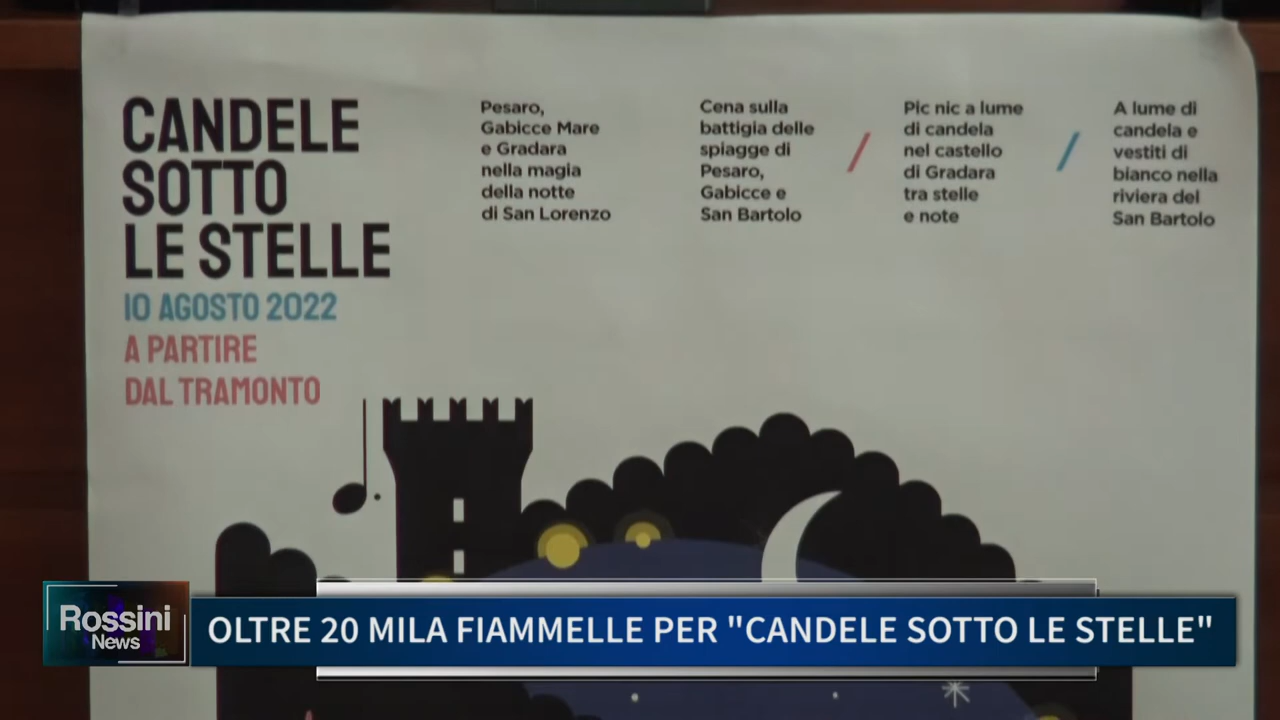 CANDELE
SOTTO
LE STELLE
10 AGOSTO 2022
A PARTIRE
DAL TRAMONTO
Pesaro,
Gabicce Mare
e Gradara
nella magia
della notte
di San Lorenzo
Cena sulla
battigia delle
spiagge di
Pesaro,
Gabicce e
San Bartolo
/
Pic nic a lume
di candela
nel castello
di Gradara
tra stelle
e note
/
A lume di
candela e
vestiti di
bianco nella
riviera del
San Bartolo
Rossini
News
OLTRE 20 MILA FIAMMELLE PER "CANDELE SOTTO LE STELLE"